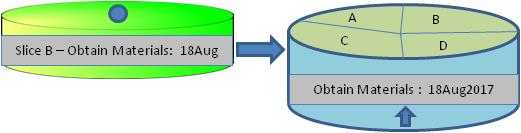 Slice B – Obtain Materials:  18Aug
A
B
C
D
Obtain Materials :  18Aug2017